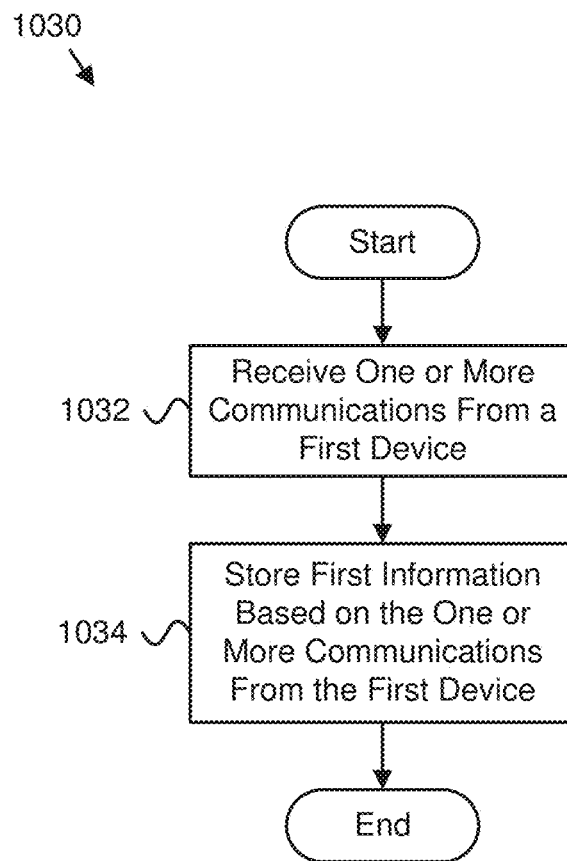 1030
Start
1032
Receive One or More
Communications From a
First Device
1034
Store First Information
Based on the One or
More Communications
From the First Device
End